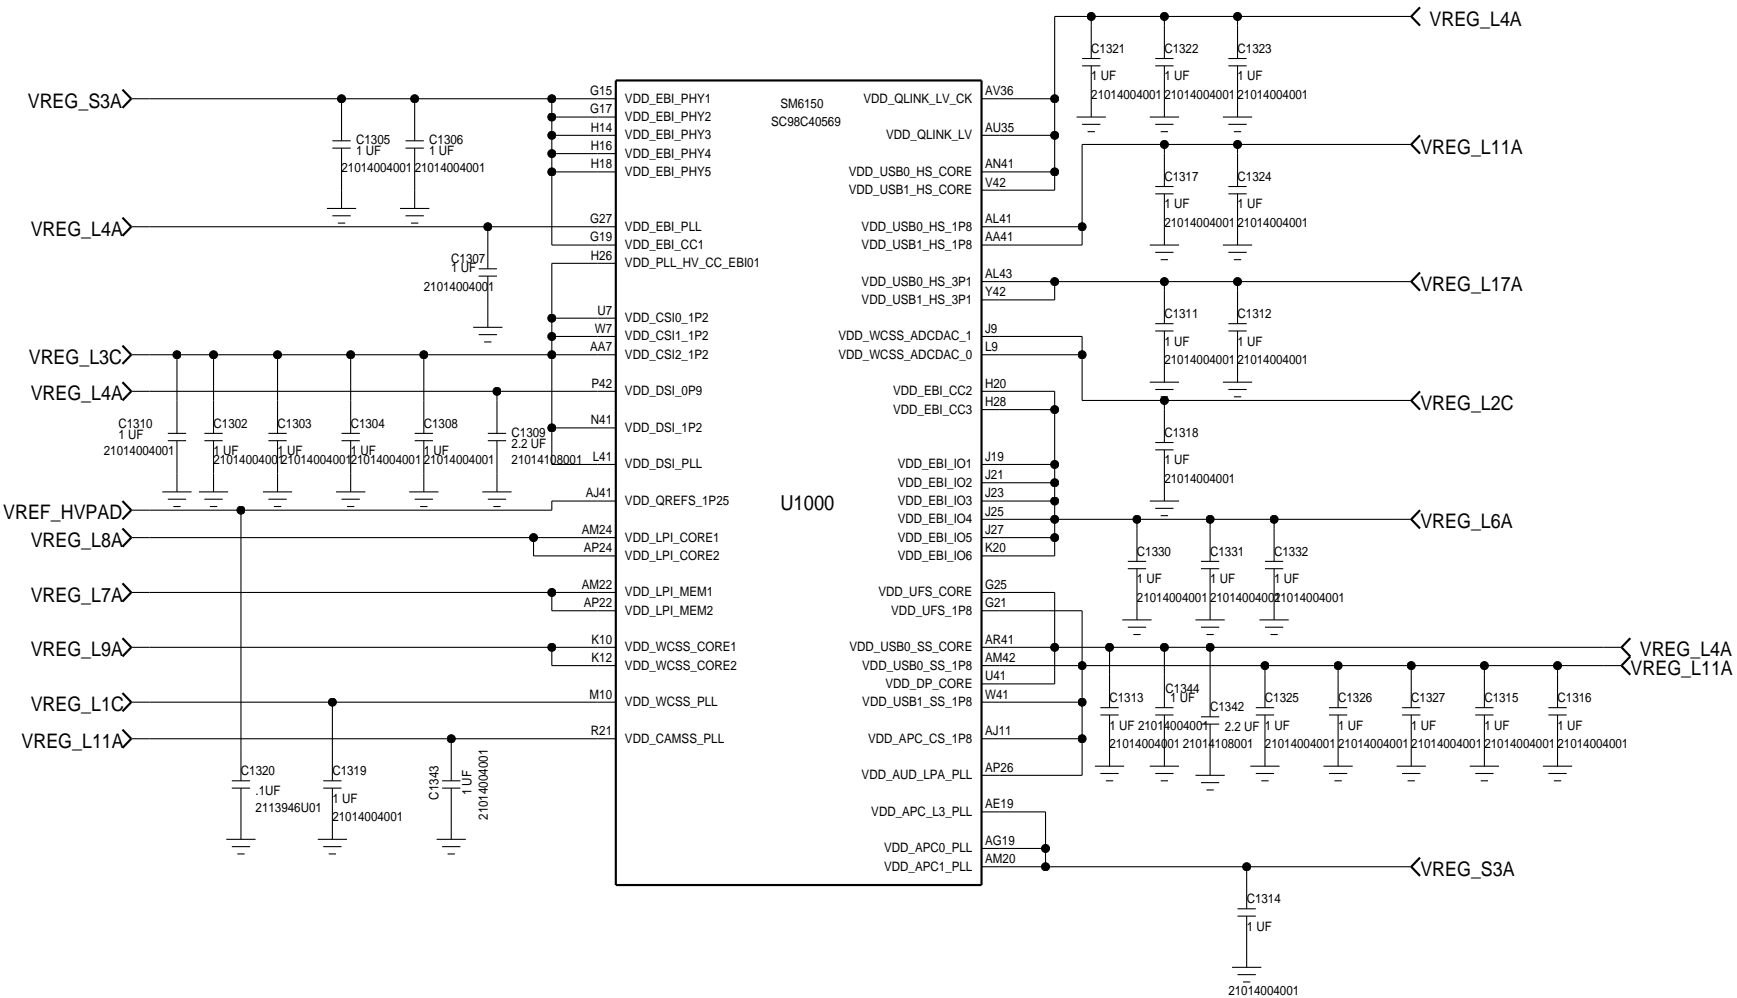 VREG_S3A
VREG_L4A
VREG_L3C
VREG_L4A
VREF_HVPAD
VREG_L8A
VREG_L7A
VREG_L9A
VREG_L1C
VREG_L11A
C1305
1 UF
21014004001
C1306
1 UF
21014004001
C1307
1 UF
21014004001
C1310
1 UF
21014004001
C1302
1 UF
21014004001
C1303
1 UF
21014004001
C1304
1 UF
21014004001
C1308
1 UF
21014004001
C1309
2.2 UF
21014108001
C1320
.1UF
2113946U01
C1319
1 UF
21014004001
C1343
1 UF
21014004001
SM6150
SC98C40569
U1000
G15 VDD_EBI_PHY1
G17 VDD_EBI_PHY2
H14 VDD_EBI_PHY3
H16 VDD_EBI_PHY4
H18 VDD_EBI_PHY5
G27 VDD_EBI_PLL
G19 VDD_EBI_CC1
H26 VDD_PLL_HV_CC_EBI01
U7 VDD_CSI0_1P2
W7 VDD_CSI1_1P2
AA7 VDD_CSI2_1P2
P42 VDD_DSI_0P9
N41 VDD_DSI_1P2
L41 VDD_DSI_PLL
AJ41 VDD_QREFS_1P25
AM24 VDD_LPI_CORE1
AP24 VDD_LPI_CORE2
AM22 VDD_LPI_MEM1
AP22 VDD_LPI_MEM2
K10 VDD_WCSS_CORE1
K12 VDD_WCSS_CORE2
M10 VDD_WCSS_PLL
R21 VDD_CAMSS_PLL
VDD_QLINK_LV_CK AV36
VDD_QLINK_LV AU35
VDD_USB0_HS_CORE AN41
VDD_USB1_HS_CORE V42
VDD_USB0_HS_1P8 AL41
VDD_USB1_HS_1P8 AA41
VDD_USB0_HS_3P1 AL43
VDD_USB1_HS_3P1 Y42
VDD_WCSS_ADCDAC_1 J9
VDD_WCSS_ADCDAC_0 L9
VDD_EBI_CC2 H20
VDD_EBI_CC3 H28
VDD_EBI_IO1 J19
VDD_EBI_IO2 J21
VDD_EBI_IO3 J23
VDD_EBI_IO4 J25
VDD_EBI_IO5 J27
VDD_EBI_IO6 K20
VDD_UFS_CORE G25
VDD_UFS_1P8 G21
VDD_USB0_SS_CORE AR41
VDD_USB0_SS_1P8 AM42
VDD_DP_CORE U41
VDD_USB1_SS_1P8 W41
VDD_APC_CS_1P8 AJ11
VDD_AUD_LPA_PLL AP26
VDD_APC_L3_PLL AE19
VDD_APC0_PLL AG19
VDD_APC1_PLL AM20
C1321
1 UF
21014004001
C1322
1 UF
21014004001
C1323
1 UF
21014004001
VREG_L4A
C1317
1 UF
21014004001
C1324
1 UF
21014004001
VREG_L11A
C1311
1 UF
21014004001
C1312
1 UF
21014004001
VREG_L17A
C1318
1 UF
21014004001
VREG_L2C
C1330
1 UF
21014004001
C1331
1 UF
21014004001
C1332
1 UF
21014004001
VREG_L6A
C1313
1 UF
21014004001
C1344
1 UF
21014004001
C1342
2.2 UF
21014108001
C1325
1 UF
21014004001
C1326
1 UF
21014004001
C1327
1 UF
21014004001
C1315
1 UF
21014004001
C1316
1 UF
21014004001
VREG_L4A
VREG_L11A
C1314
1 UF
21014004001
VREG_S3A